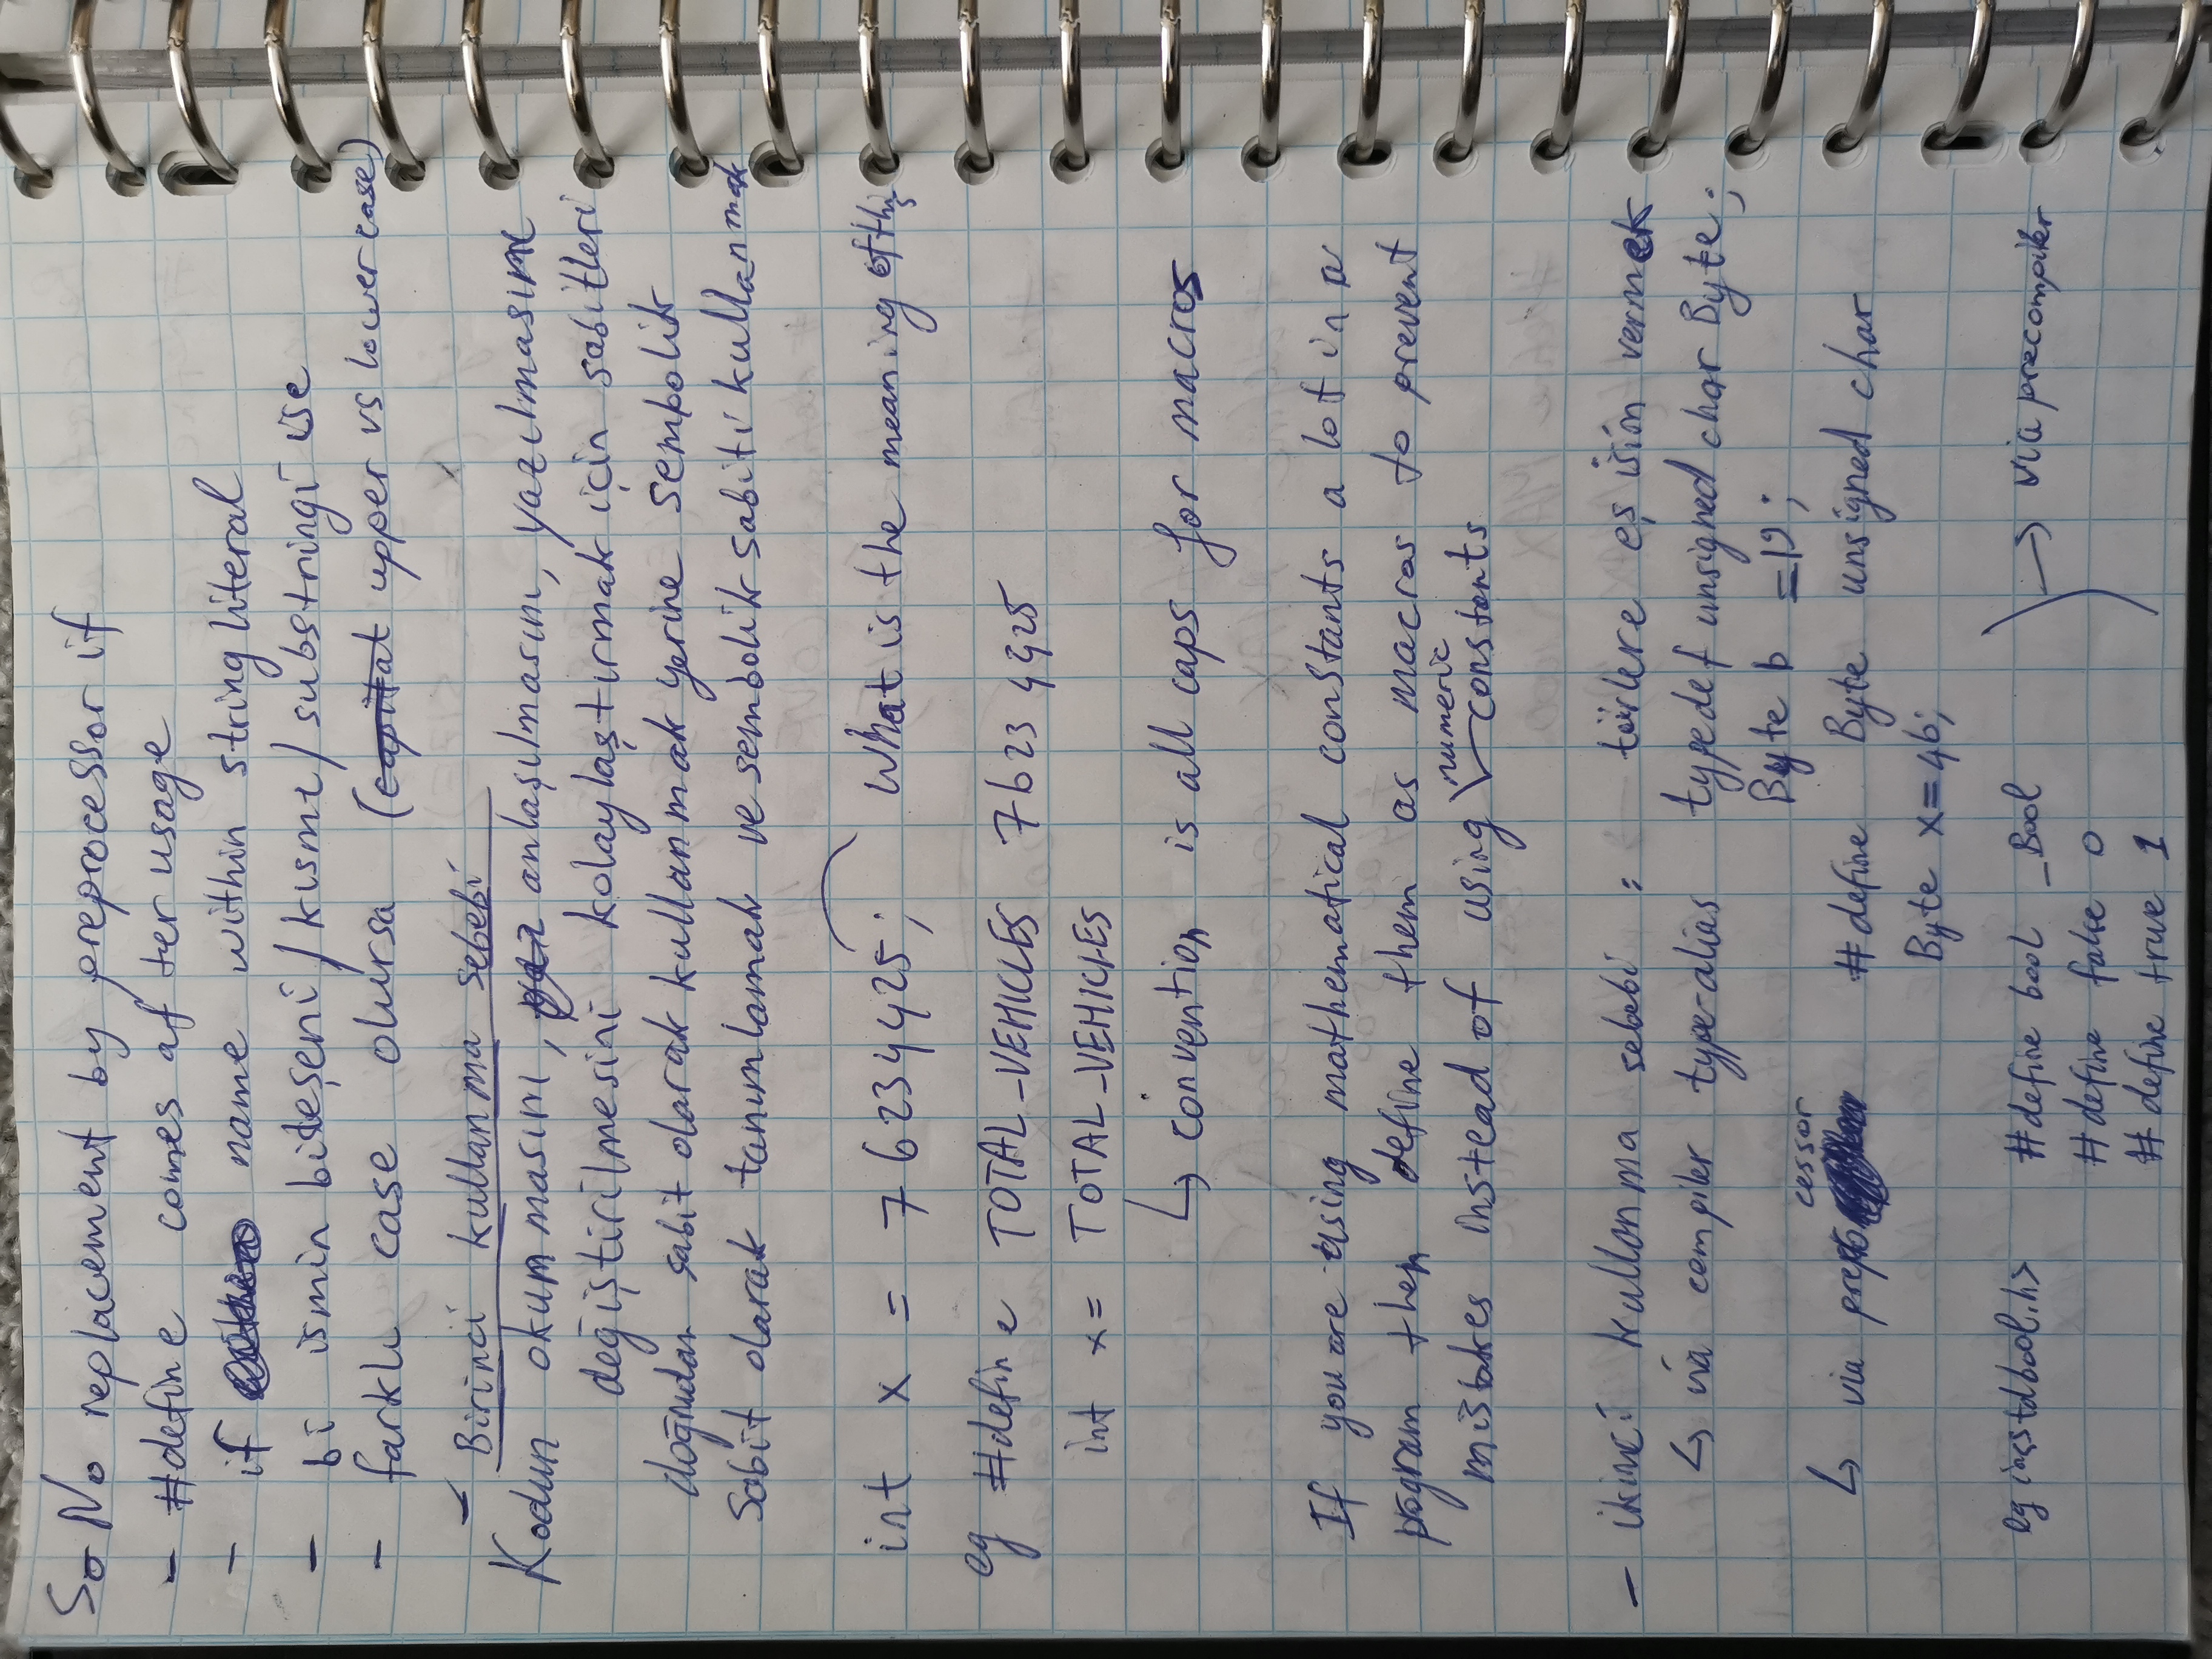 So No replacement by preprocessor if
- #define comes after usage
- if name within string literal
- bi ismin bileşeni/kısmı/substringi ise
- farklı case olursa (capital upper vs lower case)
- Birinci kullanma sebebi
Kodun okunmasını, anlaşılmasını, yazılmasını
değiştirilmesini kolaylaştırmak için sabitleri
doğrudan sabit olarak kullanmak yerine sembolik
Sabit olarak tanımlamak ve sembolik sabiti kullanmak
int x = 76234425; What is the meaning of this
eg #define TOTAL_VEHICLES 76234425
int x = TOTAL_VEHICLES
↳ convention is all caps for macros
If you are using mathematical constants a lot in a
program then define them as macros to prevent
mistakes instead of using numeric constants
- ikinci kullanma sebebi : türlere eş isim vermek
↳ via compiler type-alias typedef unsigned char Byte;
Byte b = 19;
↳ via preprocessor #define Byte unsigned char
Byte x = 46;
eg in <stdbool.h> #define bool _Bool
#define false 0 → via precompiler
#define true 1